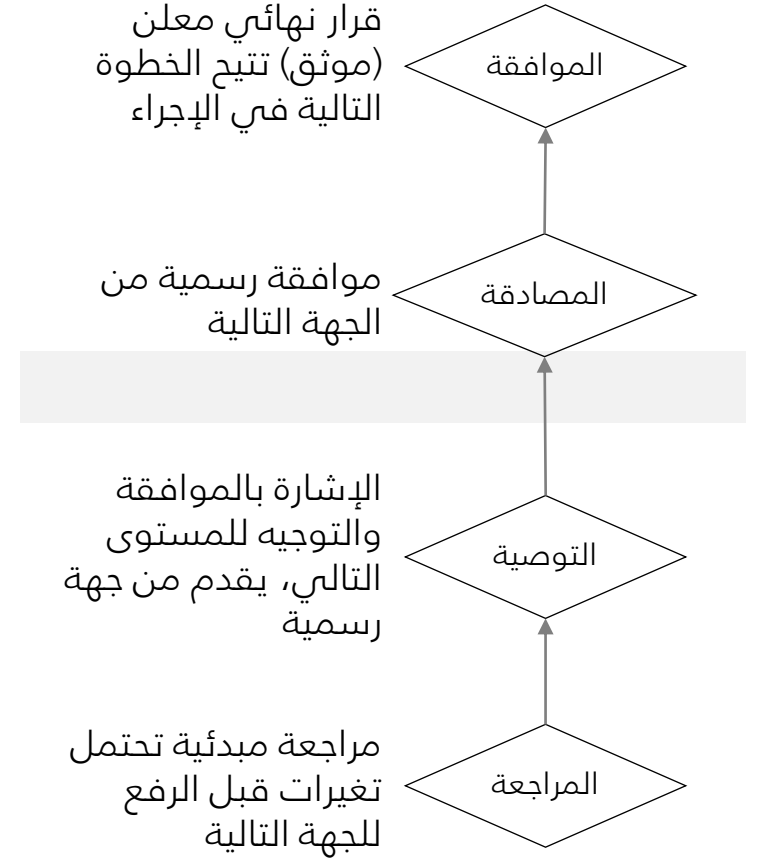 قرار نهائي معلن
(موثق) تتيح الخطوة
التالية في الإجراء
الموافقة
موافقة رسمية من
الجهة التالية
المصادقة
الإشارة بالموافقة
والتوجيه للمستوى
التالي، يقدم من جهة
رسمية
التوصية
مراجعة مبدئية تحتمل
تغيرات قبل الرفع
للجهة التالية
المراجعة